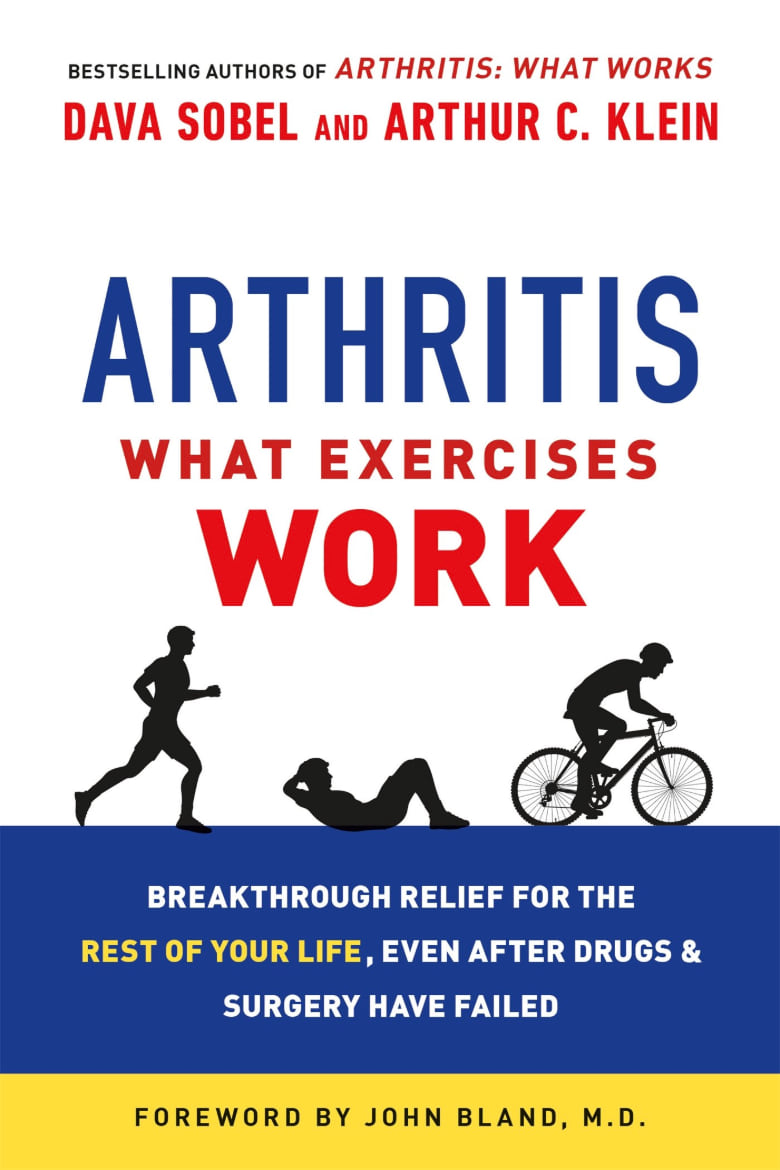 BESTSELLING AUTHORS OF ARTHRITIS: WHAT WORKS
DAVA SOBEL AND ARTHUR C. KLEIN
ARTHRITIS
WHAT EXERCISES
WORK
BREAKTHROUGH RELIEF FOR THE
REST OF YOUR LIFE, EVEN AFTER DRUGS &
SURGERY HAVE FAILED
FOREWORD BY JOHN BLAND, M.D.